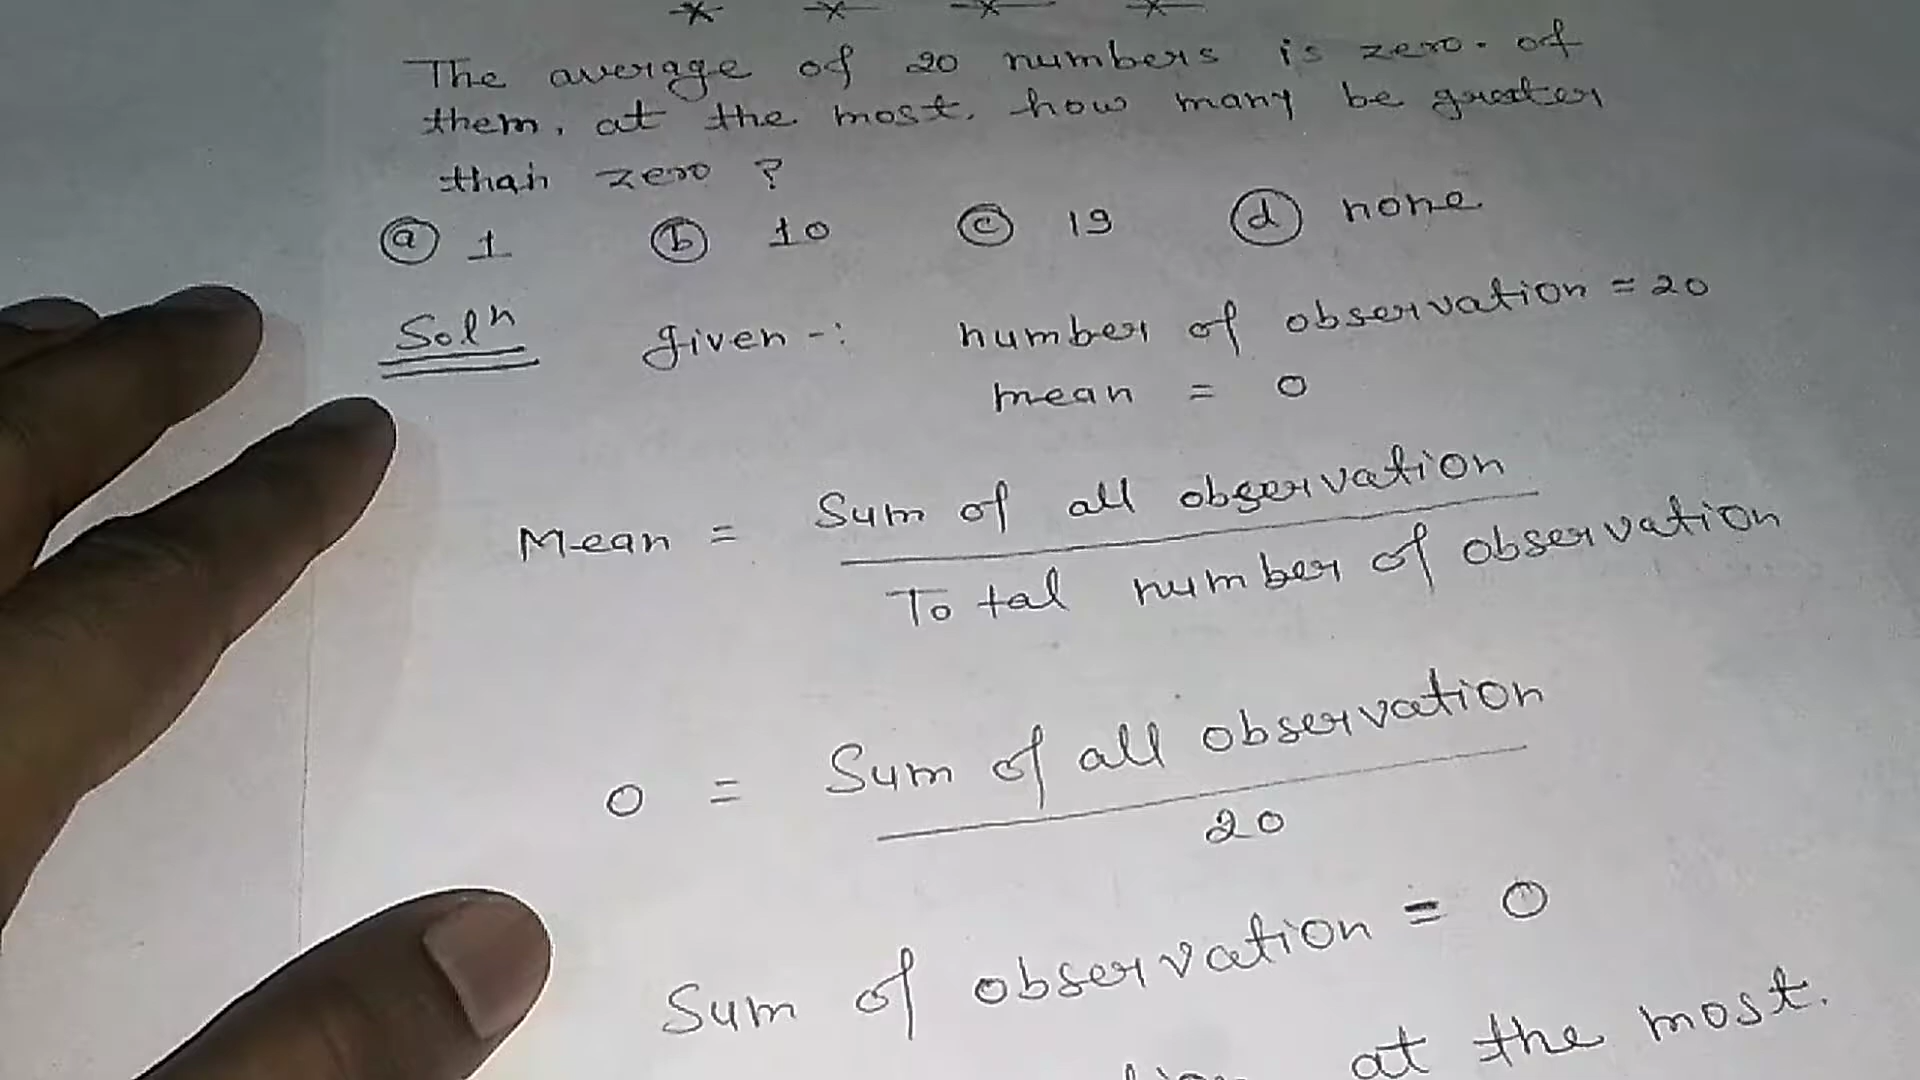 The average of 20 numbers is zero. of
them, at the most, how many be greater
than zero ?
ⓐ 1 ⓑ 10 ⓒ 19 ⓓ none
Solⁿ given -: number of observation = 20
mean = 0
Mean = Sum of all observation
Total number of observation
0 = Sum of all observation
20
Sum of observation = 0
at the most.